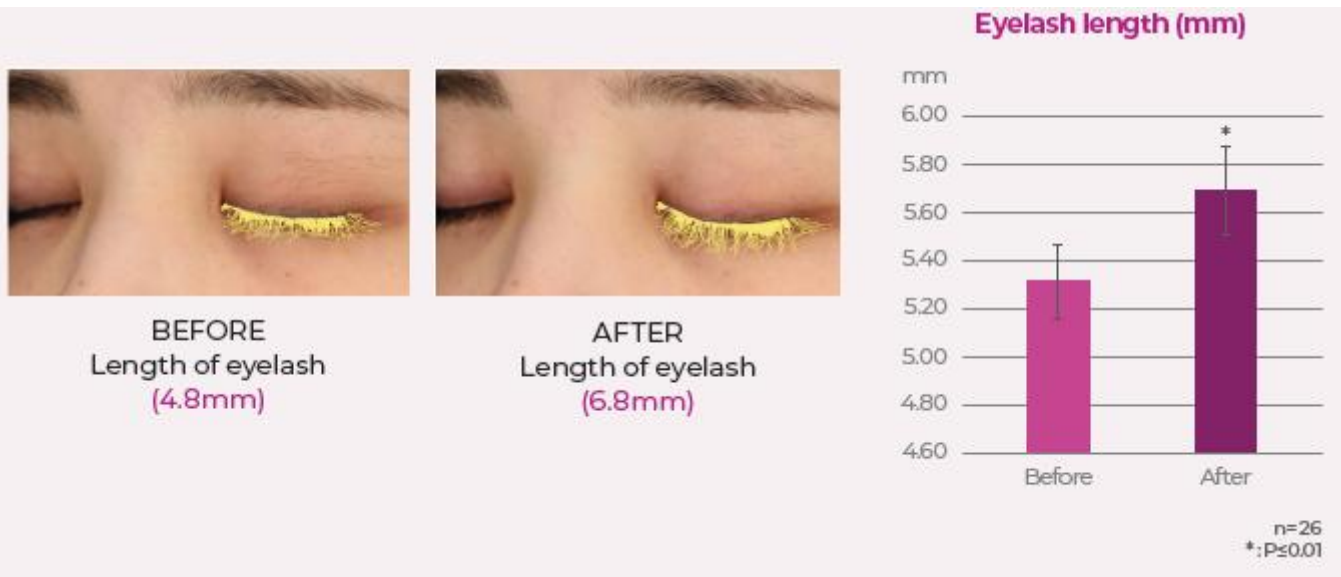 Eyelash length (mm)
BEFORE
Length of eyelash
(4.8mm)
AFTER
Length of eyelash
(6.8mm)
mm
6.00
5.80
5.60
5.40
5.20
5.00
4.80
4.60
*
Before
After
n=26
*:P≤0.01